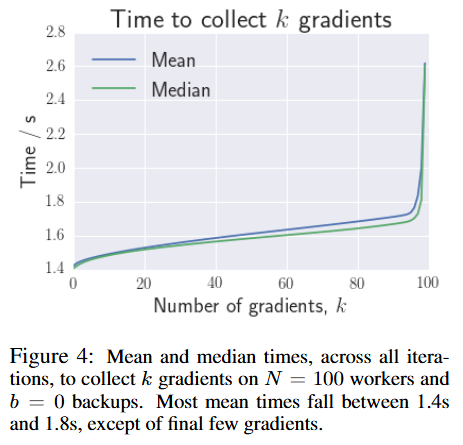 Time to collect k gradients
2.8
2.6
2.4
2.2
2.0
1.8
1.6
1.4
Time / s
Mean
Median
0 20 40 60 80 100
Number of gradients, k
Figure 4: Mean and median times, across all itera-
tions, to collect k gradients on N = 100 workers and
b = 0 backups. Most mean times fall between 1.4s
and 1.8s, except of final few gradients.